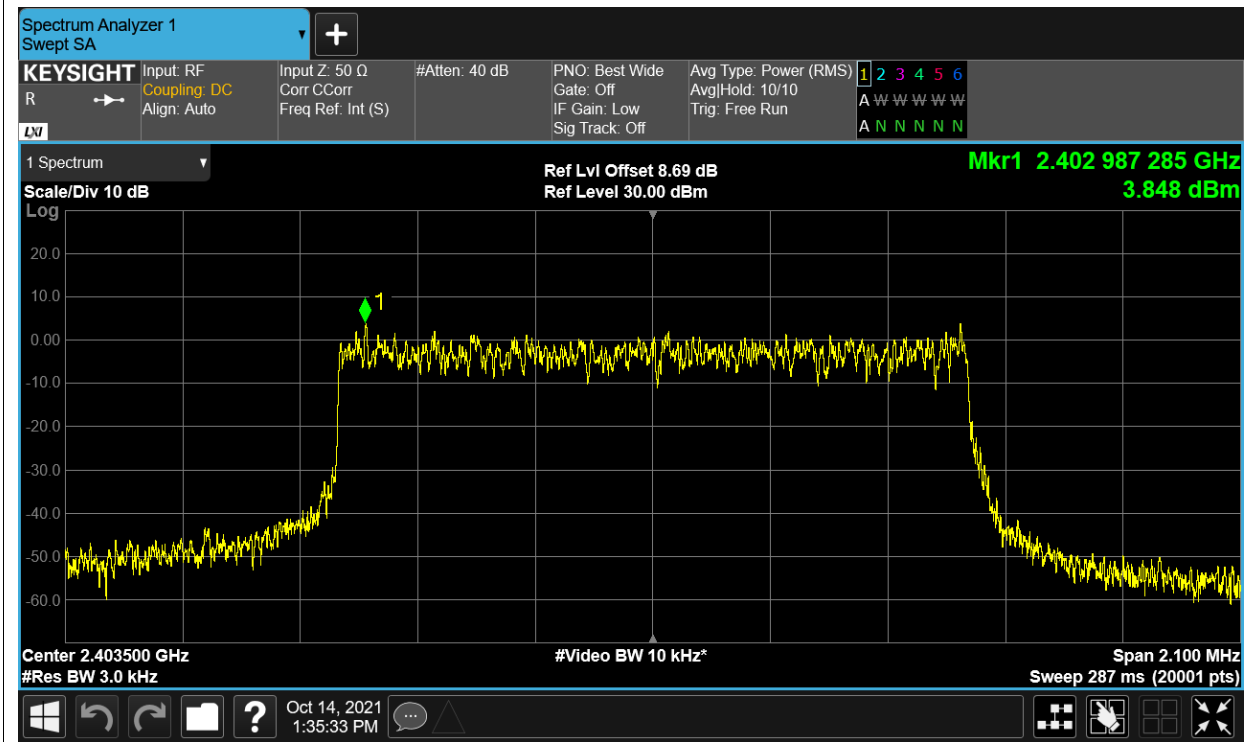 Spectrum Analyzer 1
Swept SA
+
KEYSIGHT Input: RF Input Z: 50 Ω #Atten: 40 dB PNO: Best Wide Avg Type: Power (RMS) 1 2 3 4 5 6
R Coupling: DC Corr CCorr Gate: Off Avg|Hold: 10/10 A W W W W W
Align: Auto Freq Ref: Int (S) IF Gain: Low Trig: Free Run
LXI Sig Track: Off A N N N N N
1 Spectrum
Scale/Div 10 dB
Ref Lvl Offset 8.69 dB
Ref Level 30.00 dBm
Mkr1 2.402 987 285 GHz
3.848 dBm
Log
20.0
10.0
1
0.00
-10.0
-20.0
-30.0
-40.0
-50.0
-60.0
Center 2.403500 GHz #Video BW 10 kHz* Span 2.100 MHz
#Res BW 3.0 kHz Sweep 287 ms (20001 pts)
? Oct 14, 2021
1:35:33 PM